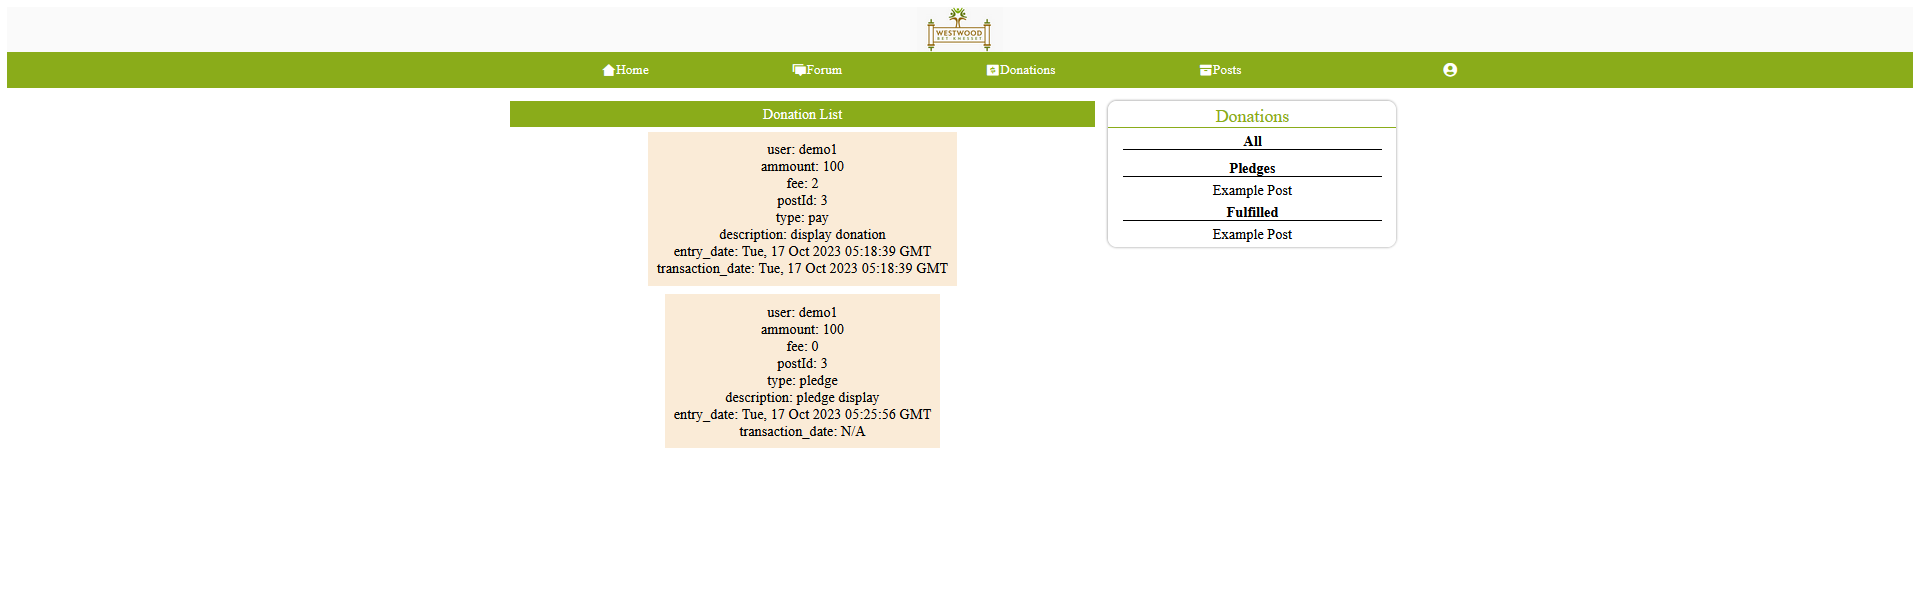 WESTWOOD
BET KNESSET
Home
Forum
Donations
Posts
Donation List
user: demo1
ammount: 100
fee: 2
postId: 3
type: pay
description: display donation
entry_date: Tue, 17 Oct 2023 05:18:39 GMT
transaction_date: Tue, 17 Oct 2023 05:18:39 GMT
user: demo1
ammount: 100
fee: 0
postId: 3
type: pledge
description: pledge display
entry_date: Tue, 17 Oct 2023 05:25:56 GMT
transaction_date: N/A
Donations
All
Pledges
Example Post
Fulfilled
Example Post